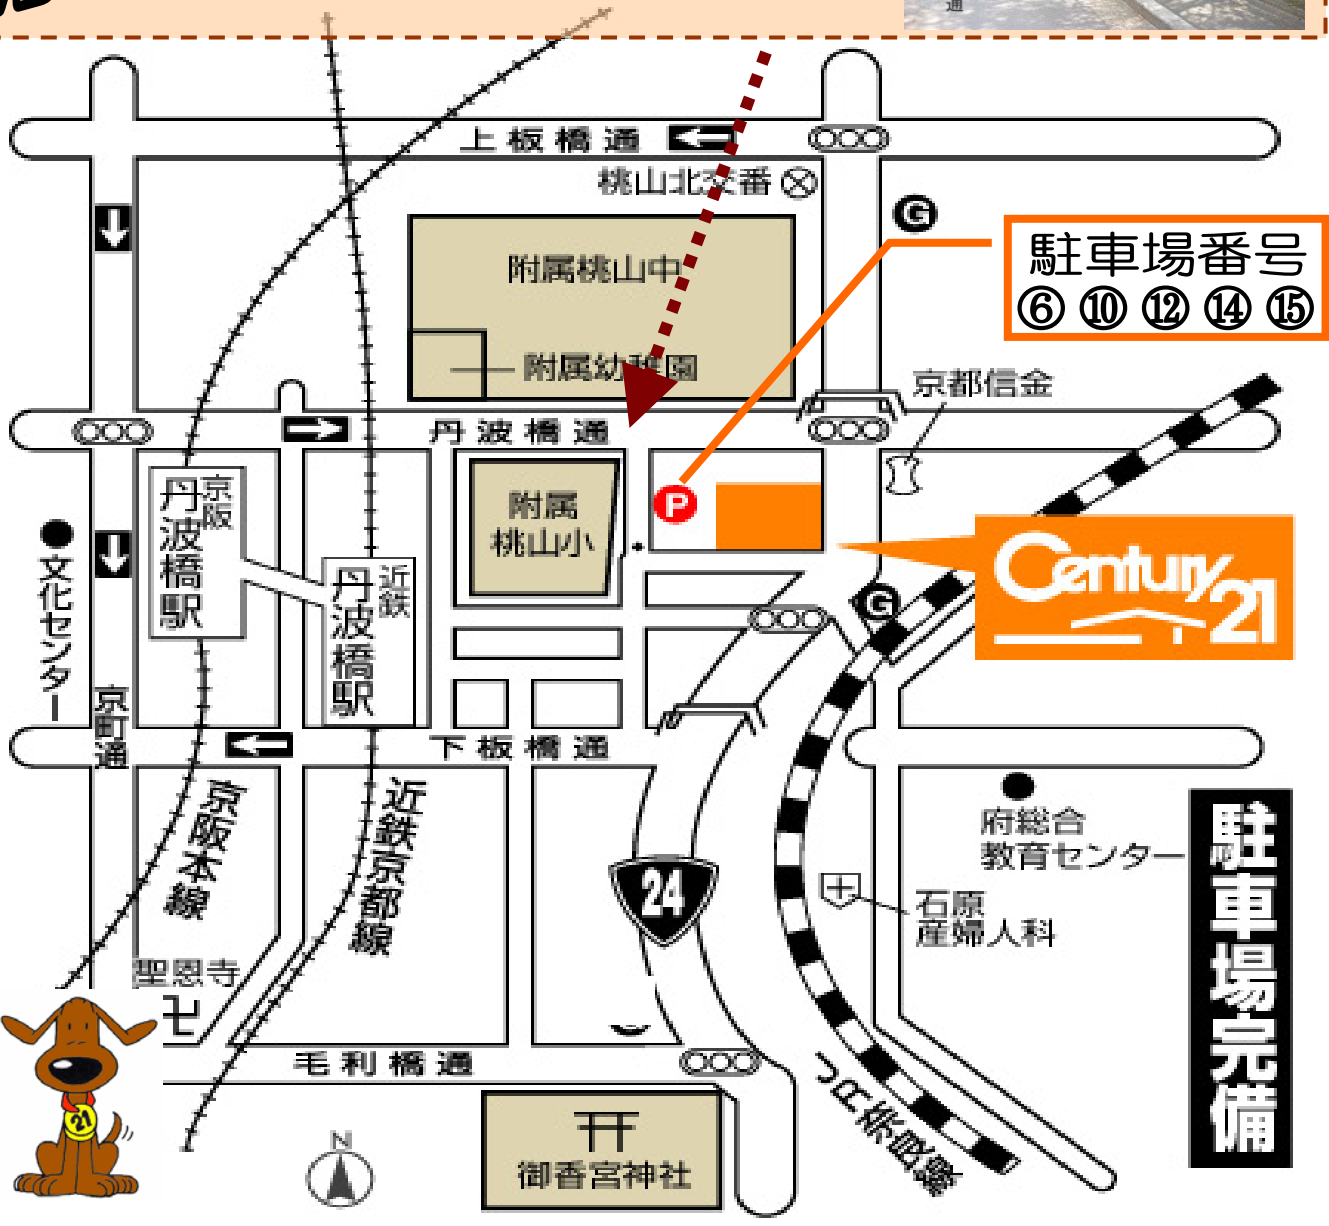 通
上板橋通
桃山北交番
G
附属桃山中
駐車場番号
⑥ ⑩ ⑫ ⑭ ⑮
附属幼稚園
京都信金
丹波橋通
P
附属
桃山小
京阪
丹波橋駅
近鉄
丹波橋駅
Century 21
G
文化センター
京町通
下板橋通
京阪本線
近鉄京都線
24
府総合
教育センター
石原
産婦人科
駐車場完備
聖恩寺
毛利橋通
JR奈良線
21
N
御香宮神社